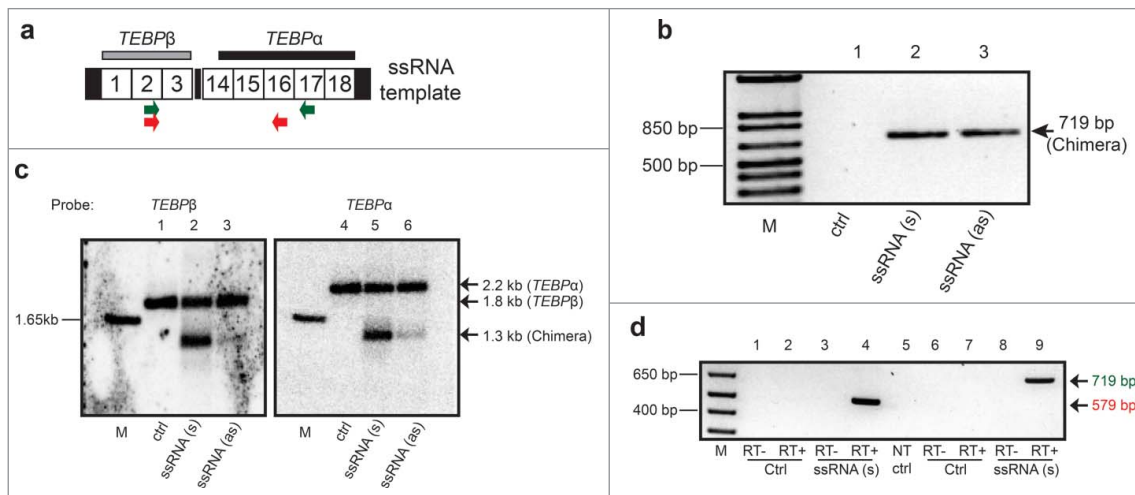 a
TEBPβ TEBPα
1 2 3 14 15 16 17 18
ssRNA
template
b
1 2 3
850 bp
500 bp
719 bp
(Chimera)
M ctrl ssRNA (s) ssRNA (as)
c
Probe: TEBPβ TEBPα
1 2 3 4 5 6
2.2 kb (TEBPα)
1.8 kb (TEBPβ)
1.65kb
1.3 kb (Chimera)
M ctrl ssRNA (s) ssRNA (as) M ctrl ssRNA (s) ssRNA (as)
d
1 2 3 4 5 6 7 8 9
650 bp
400 bp
719 bp
579 bp
M RT- RT+ RT- RT+ NT RT- RT+ RT- RT+
Ctrl ssRNA (s) ctrl Ctrl ssRNA (s)